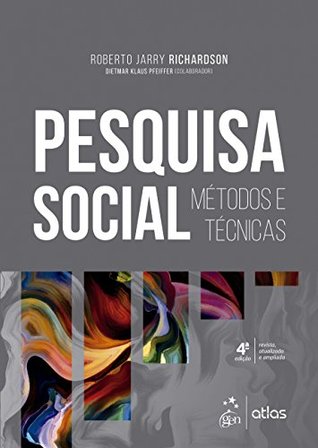 ROBERTO JARRY RICHARDSON
DIETMAR KLAUS PFEIFFER (COLABORADOR)
PESQUISA
SOCIAL MÉTODOS E
TÉCNICAS
4ª edição
revista,
atualizada
e ampliada
gen
atlas